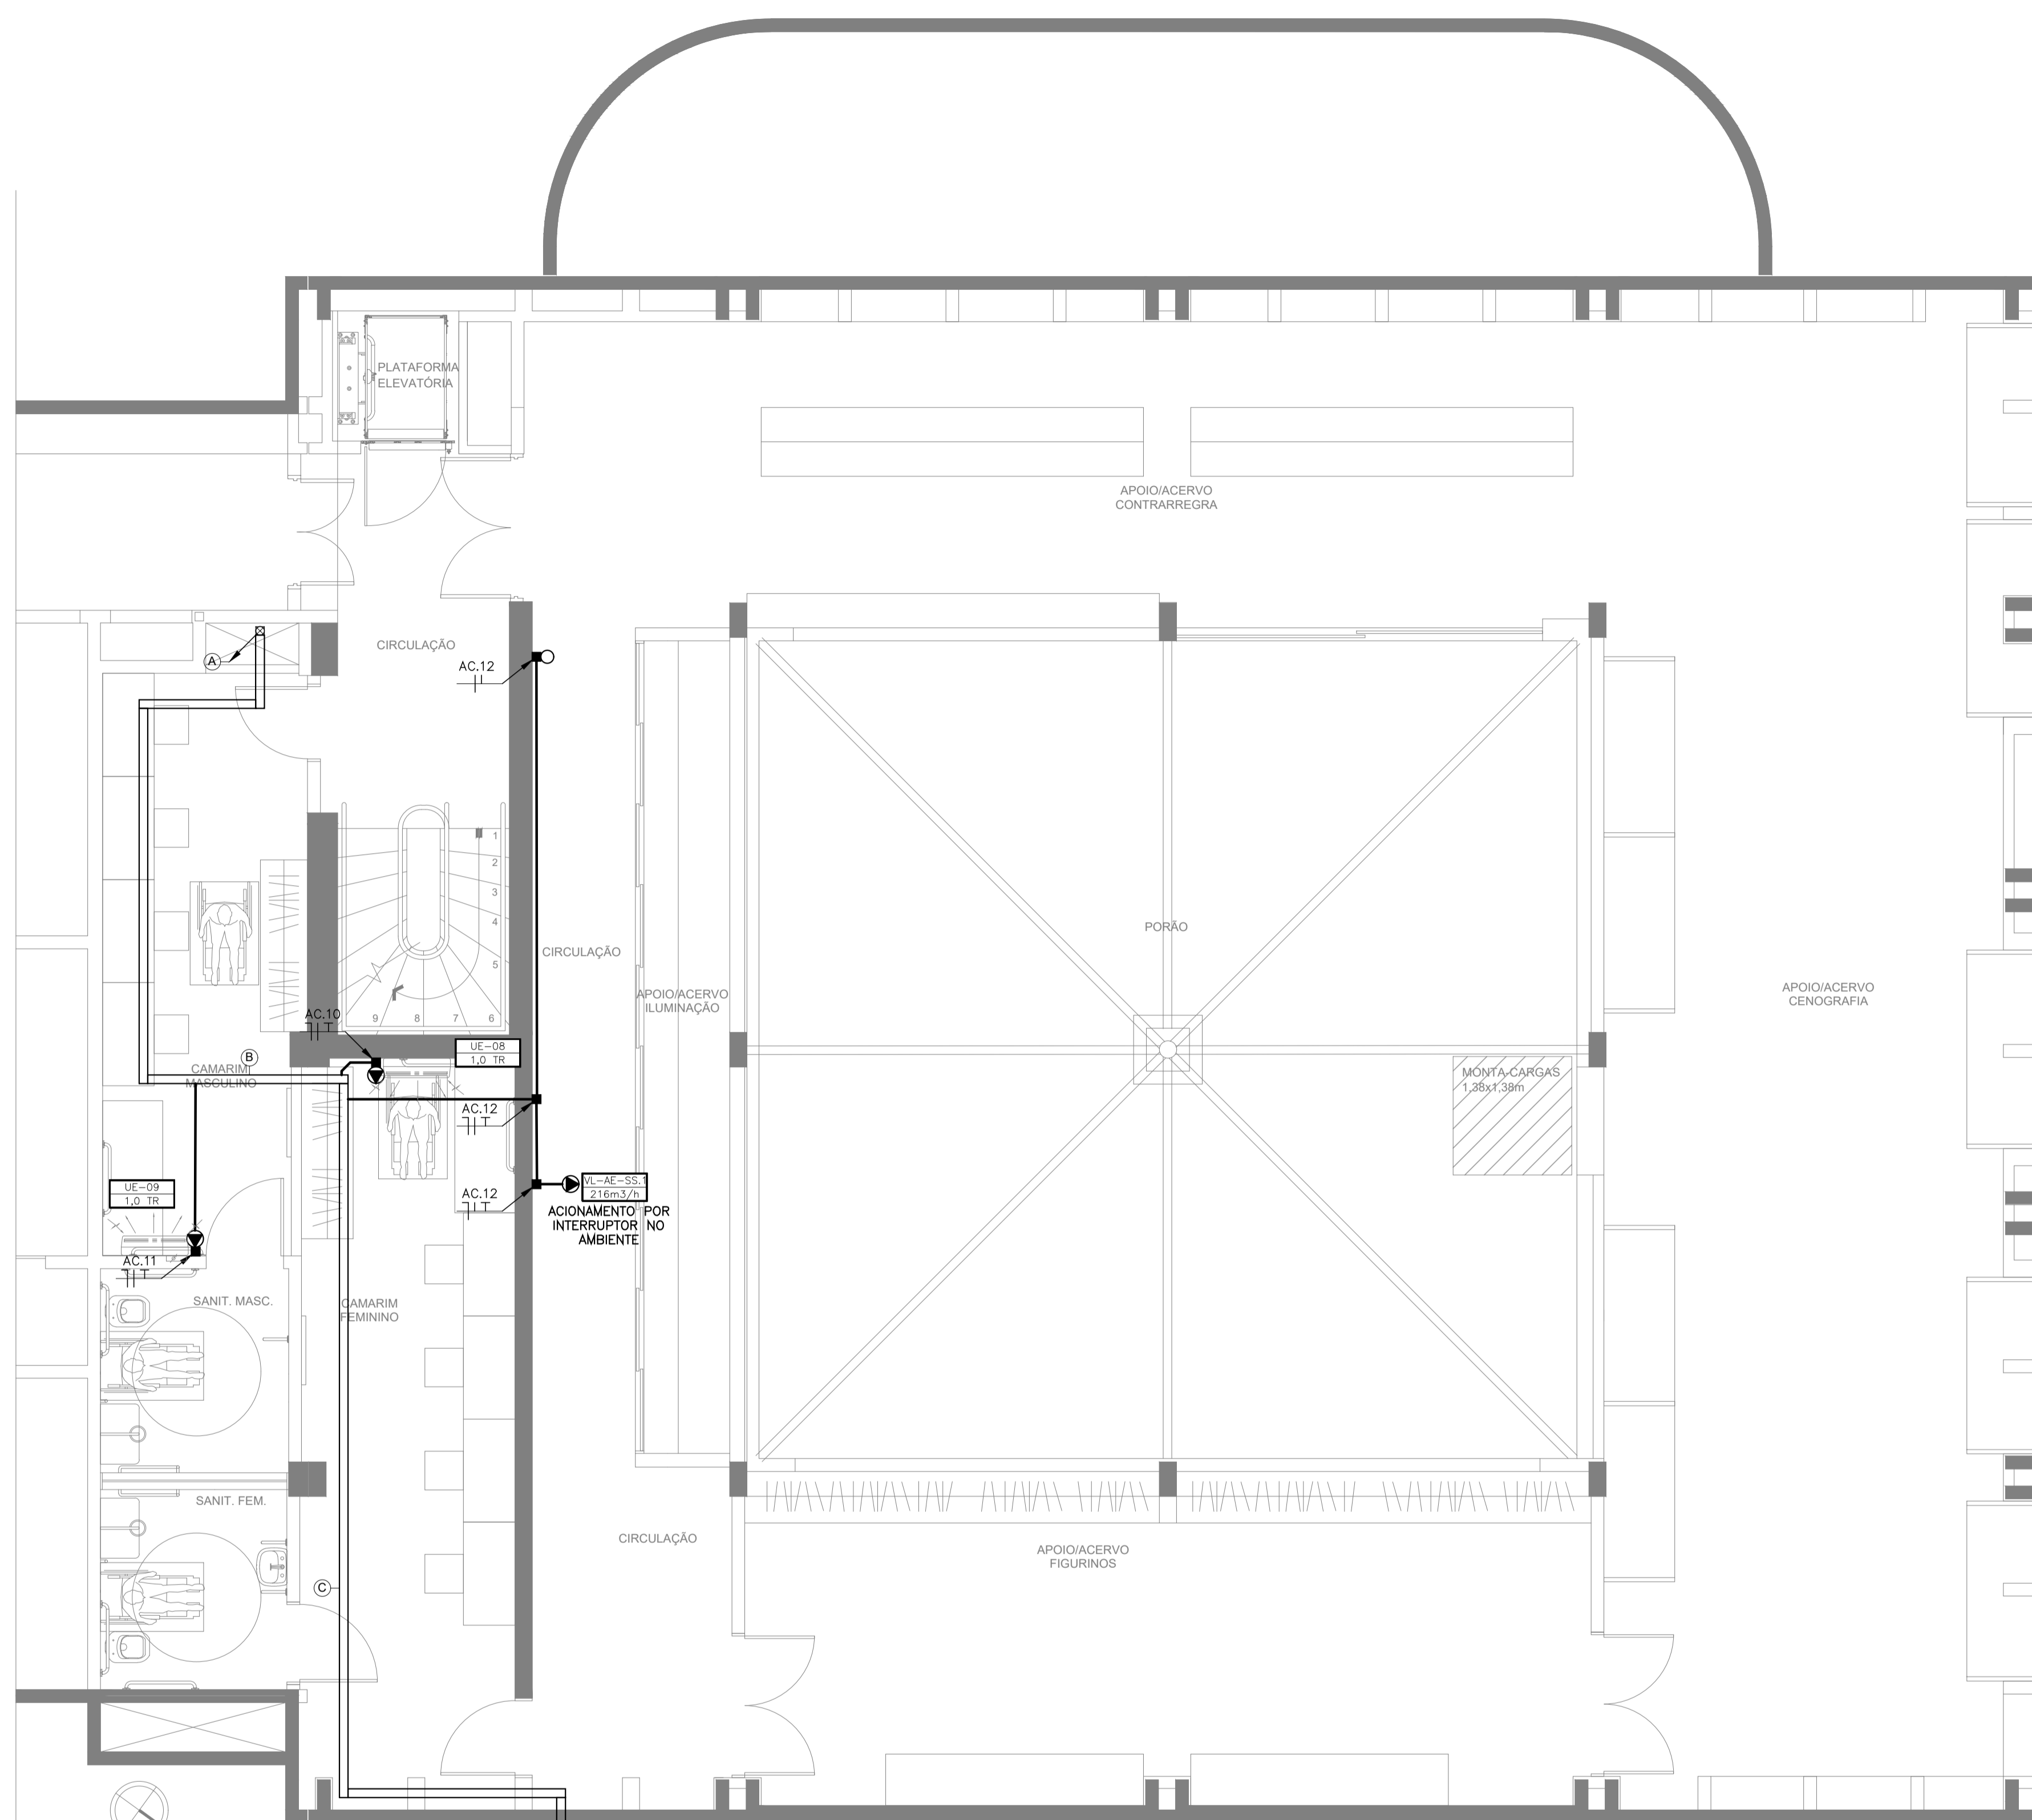 PLATAFORMA
ELEVATÓRIA
APOIO/ACERVO
CONTRARREGRA
CIRCULAÇÃO
A
AC.12
1
2
3
4
5
6
7
8
9
PORÃO
CIRCULAÇÃO
APOIO/ACERVO
ILUMINAÇÃO
APOIO/ACERVO
CENOGRAFIA
AC.10
UE-08
1,0 TR
B
CAMARIM
MASCULINO
MONTA-CARGAS
1,38x1,38m
AC.12
UE-09
1,0 TR
AC.12
VL-AE-SS.1
216m3/h
ACIONAMENTO POR
INTERRUPTOR NO
AMBIENTE
AC.11
SANIT. MASC.
CAMARIM
FEMININO
SANIT. FEM.
CIRCULAÇÃO
APOIO/ACERVO
FIGURINOS
C